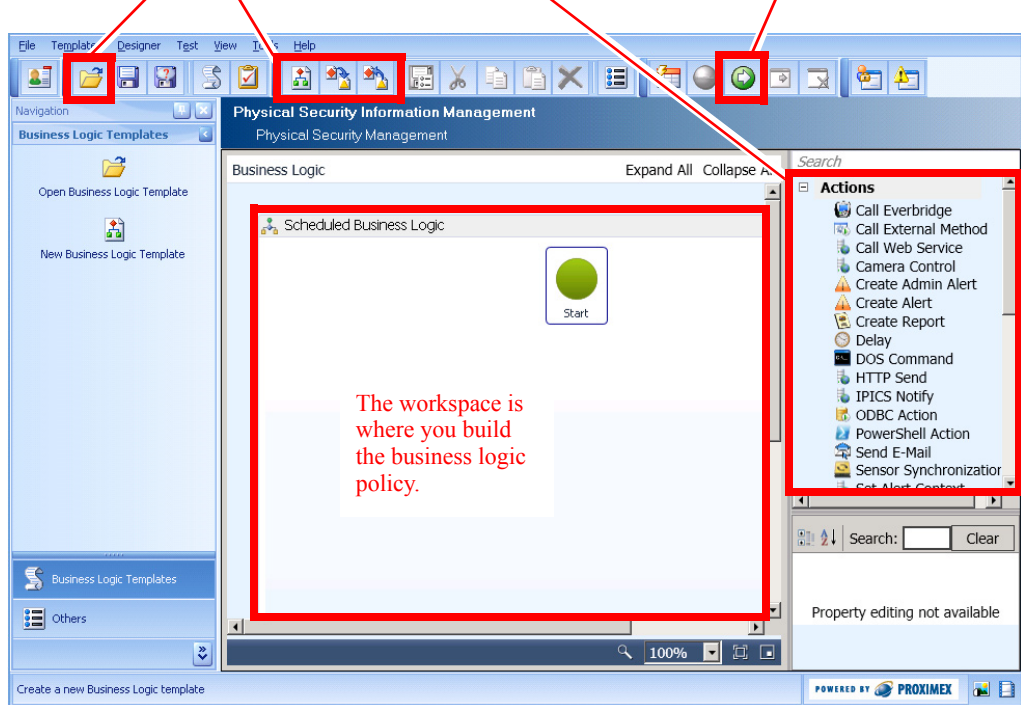 File Template Designer Test View Tools Help
Navigation
Business Logic Templates
Open Business Logic Template
New Business Logic Template
Business Logic Templates
Others
Physical Security Information Management
Physical Security Management
Business Logic Expand All Collapse A
Scheduled Business Logic
Start
The workspace is
where you build
the business logic
policy.
100%
Search
Actions
Call Everbridge
Call External Method
Call Web Service
Camera Control
Create Admin Alert
Create Alert
Create Report
Delay
DOS Command
HTTP Send
IPICS Notify
ODBC Action
PowerShell Action
Send E-Mail
Sensor Synchronization
Set Alert Context
Search: Clear
Property editing not available
Create a new Business Logic template
POWERED BY PROXIMEX